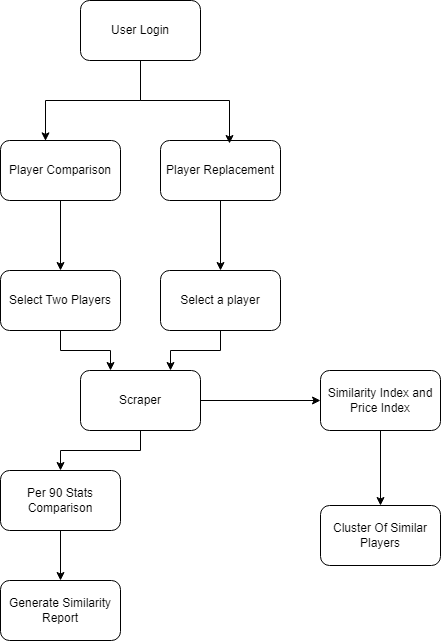 User Login
Player Comparison
Player Replacement
Select Two Players
Select a player
Scraper
Similarity Index and
Price Index
Per 90 Stats
Comparison
Cluster Of Similar
Players
Generate Similarity
Report